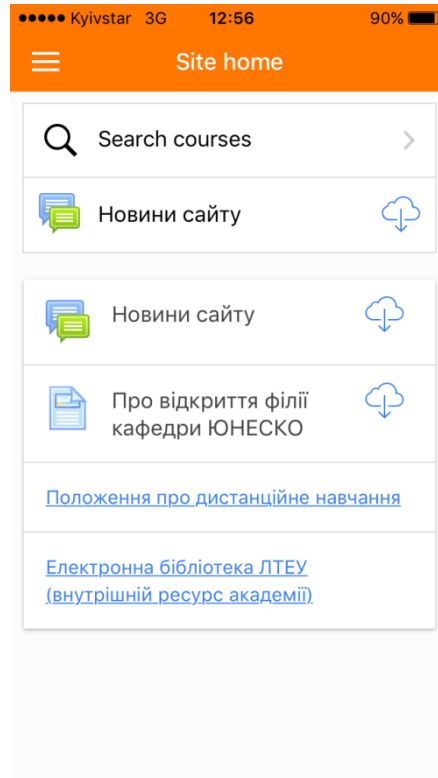 Kyivstar 3G 12:56 90%
Site home
Search courses
Новини сайту
Новини сайту
Про відкриття філії
кафедри ЮНЕСКО
Положення про дистанційне навчання
Електронна бібліотека ЛТЕУ
(внутрішній ресурс академії)